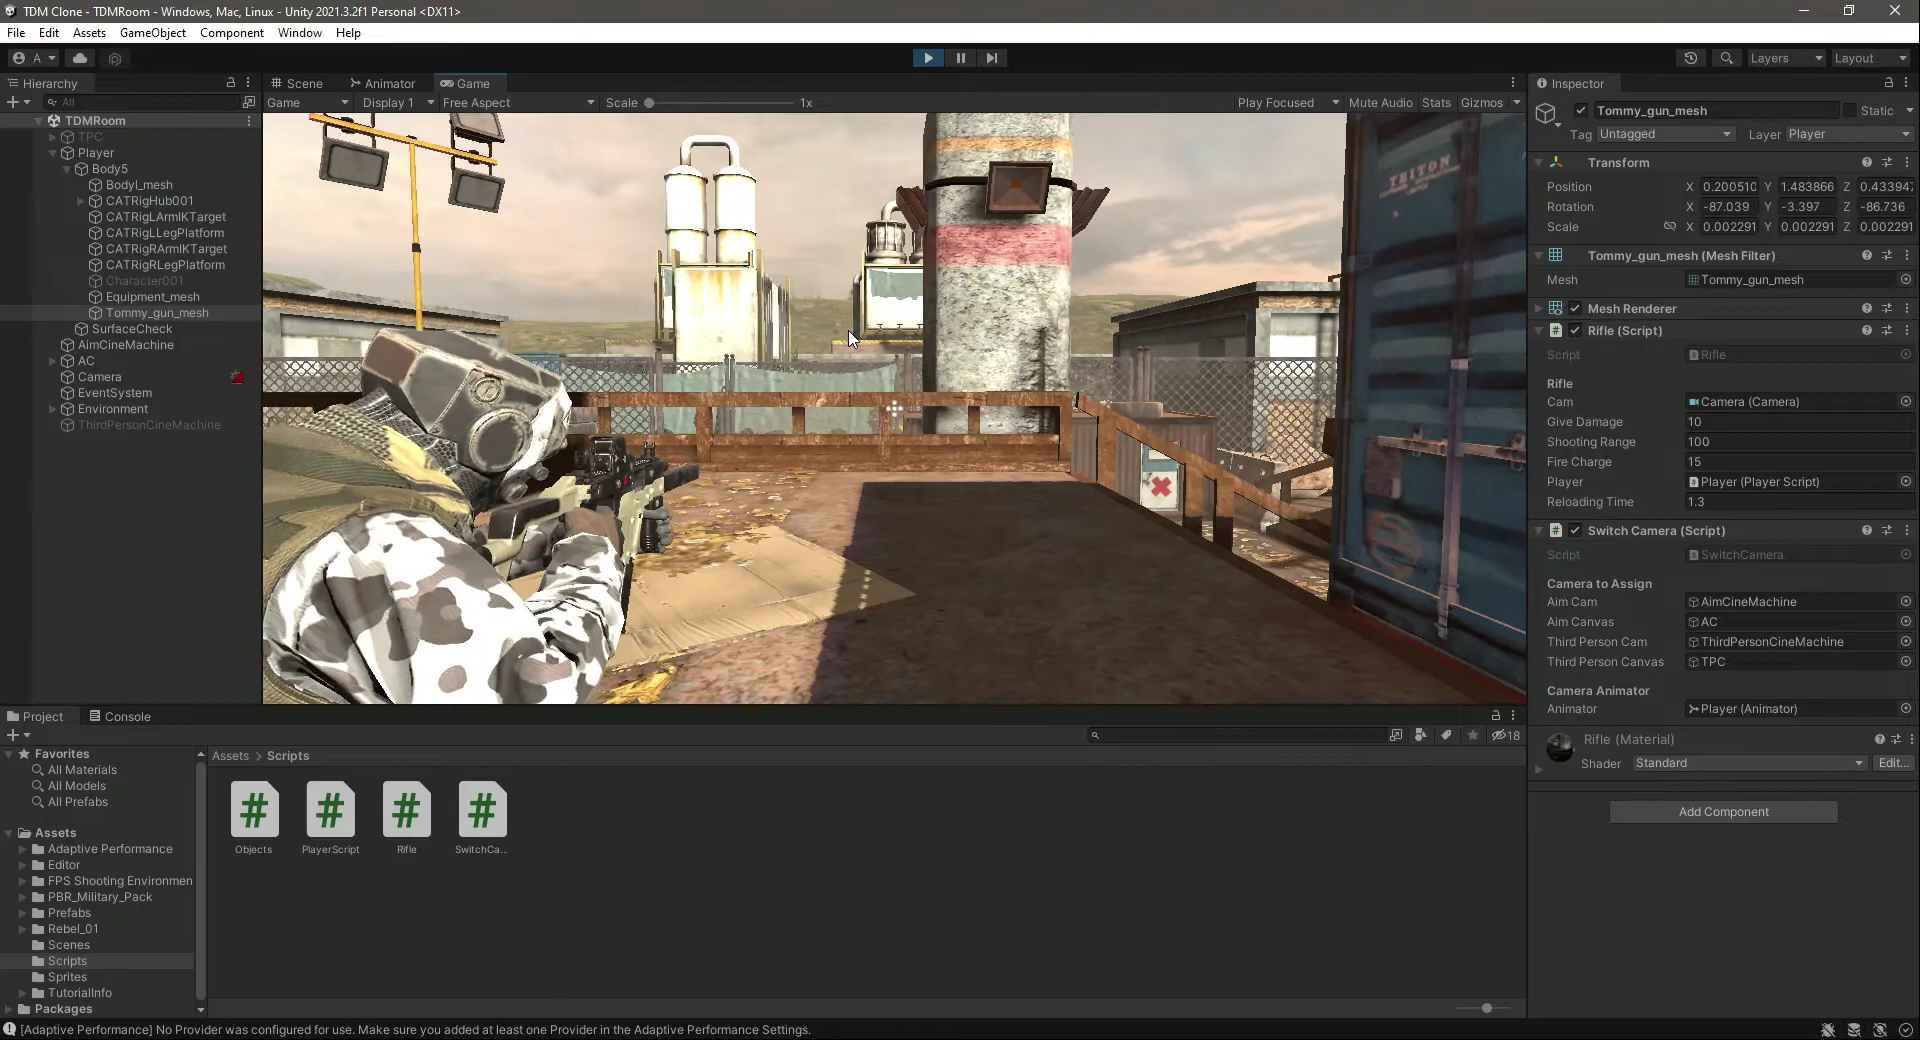 TDM Clone - TDMRoom - Windows, Mac, Linux - Unity 2021.3.2f1 Personal <DX11>
File Edit Assets GameObject Component Window Help
A Layers Layout
Hierarchy Scene Animator Game Inspector
All Game Display 1 Free Aspect Scale 1x Play Focused Mute Audio Stats Gizmos
TDMRoom
TPC
Player
Body5
Bodyl_mesh
CATRigHub001
CATRigLArmIKTarget
CATRigLLegPlatform
CATRigRArmIKTarget
CATRigRLegPlatform
Character001
Equipment_mesh
Tommy_gun_mesh
SurfaceCheck
AimCineMachine
AC
Camera
EventSystem
Environment
ThirdPersonCineMachine
TRITON
Tommy_gun_mesh Static
Tag Untagged Layer Player
Transform
Position X 0.200510 Y 1.483866 Z 0.433947
Rotation X -87.039 Y -3.397 Z -86.736
Scale X 0.002291 Y 0.002291 Z 0.002291
Tommy_gun_mesh (Mesh Filter)
Mesh Tommy_gun_mesh
Mesh Renderer
Rifle (Script)
Script Rifle
Rifle
Cam Camera (Camera)
Give Damage 10
Shooting Range 100
Fire Charge 15
Player Player (Player Script)
Reloading Time 1.3
Switch Camera (Script)
Script SwitchCamera
Camera to Assign
Aim Cam AimCineMachine
Aim Canvas AC
Third Person Cam ThirdPersonCineMachine
Third Person Canvas TPC
Camera Animator
Animator Player (Animator)
Rifle (Material)
Shader Standard Edit...
Add Component
Project Console
18
Favorites
All Materials
All Models
All Prefabs
Assets
Adaptive Performance
Editor
FPS Shooting Environmen
PBR_Military_Pack
Prefabs
Rebel_01
Scenes
Scripts
Sprites
TutorialInfo
Packages
Assets > Scripts
Objects PlayerScript Rifle SwitchCa...
[Adaptive Performance] No Provider was configured for use. Make sure you added at least one Provider in the Adaptive Performance Settings.